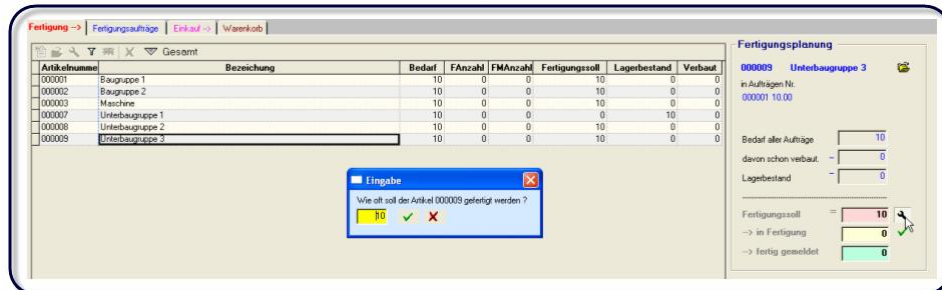 Fertigung --> Fertigungsaufträge Einkauf -> Warenkorb
Gesamt
Artikelnumme Bezeichung Bedarf FAnzahl FMAnzahl Fertigungssoll Lagerbestand Verbaut
000001 Baugruppe 1 10 0 0 10 0 0
000002 Baugruppe 2 10 0 0 10 0 0
000003 Maschine 10 0 0 10 0 0
000007 Unterbaugruppe 1 10 0 0 0 10 0
000008 Unterbaugruppe 2 10 0 0 10 0 0
000009 Unterbaugruppe 3 10 0 0 10 0 0
Eingabe
Wie oft soll der Artikel 000009 gefertigt werden ?
10
Fertigungsplanung
000009 Unterbaugruppe 3
in Aufträgen Nr.
000001 10.00
Bedarf aller Aufträge 10
davon schon verbaut. - 0
Lagerbestand - 0
Fertigungssoll = 10
--> in Fertigung 0
--> fertig gemeldet 0